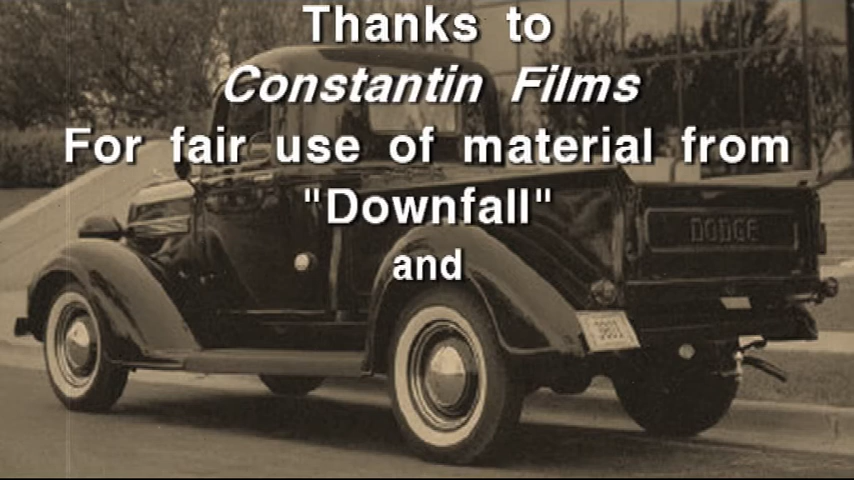 Thanks to
Constantin Films
For fair use of material from
"Downfall"
and
DODGE